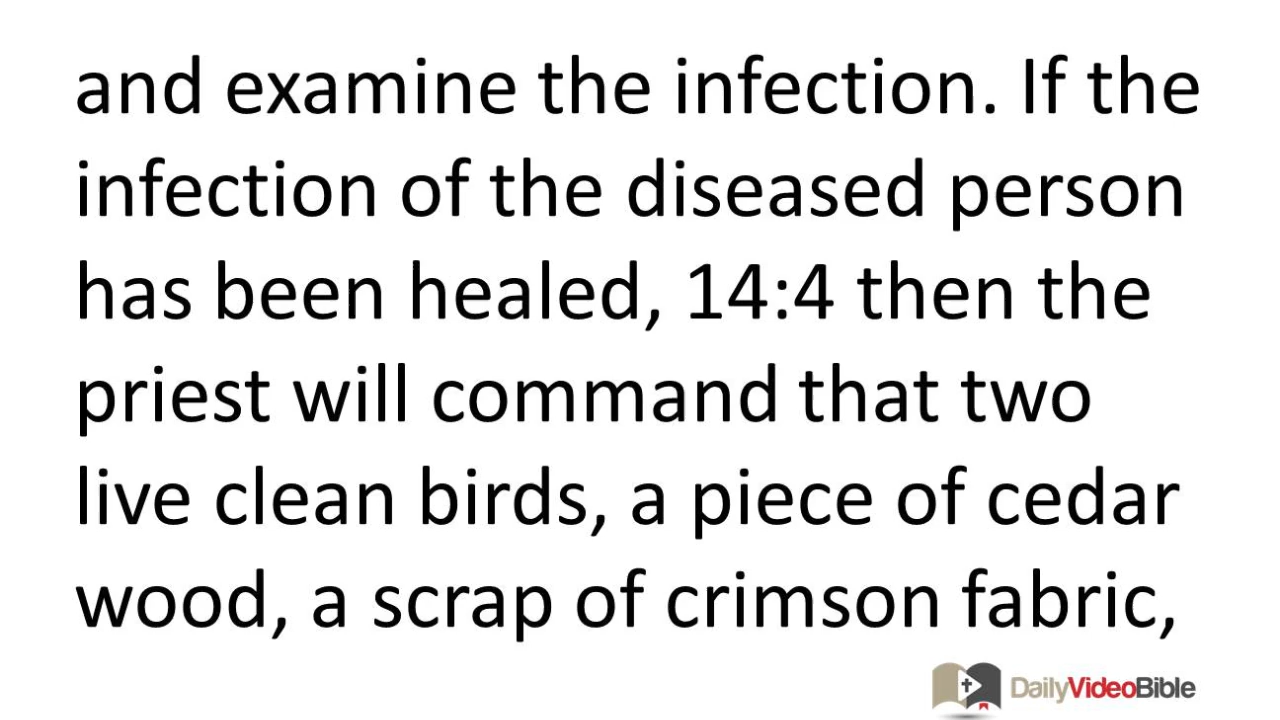 and examine the infection. If the
infection of the diseased person
has been healed, 14:4 then the
priest will command that two
live clean birds, a piece of cedar
wood, a scrap of crimson fabric,
DailyVideoBible